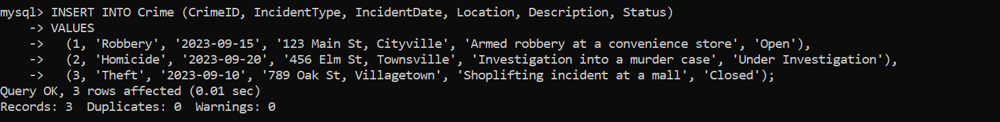 mysql> INSERT INTO Crime (CrimeID, IncidentType, IncidentDate, Location, Description, Status)
    -> VALUES
    ->   (1, 'Robbery', '2023-09-15', '123 Main St, Cityville', 'Armed robbery at a convenience store', 'Open'),
    ->   (2, 'Homicide', '2023-09-20', '456 Elm St, Townsville', 'Investigation into a murder case', 'Under Investigation'),
    ->   (3, 'Theft', '2023-09-10', '789 Oak St, Villagetown', 'Shoplifting incident at a mall', 'Closed');
Query OK, 3 rows affected (0.01 sec)
Records: 3  Duplicates: 0  Warnings: 0